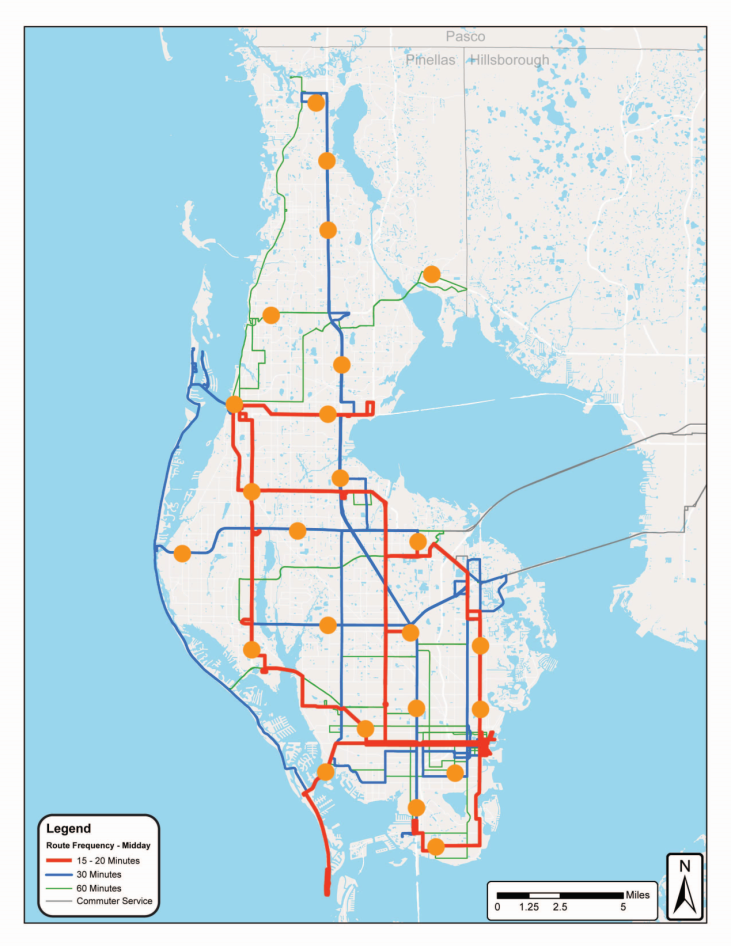 Pasco
Pinellas Hillsborough
Legend
Route Frequency - Midday
15 - 20 Minutes
30 Minutes
60 Minutes
Commuter Service
N
Miles
0 1.25 2.5 5